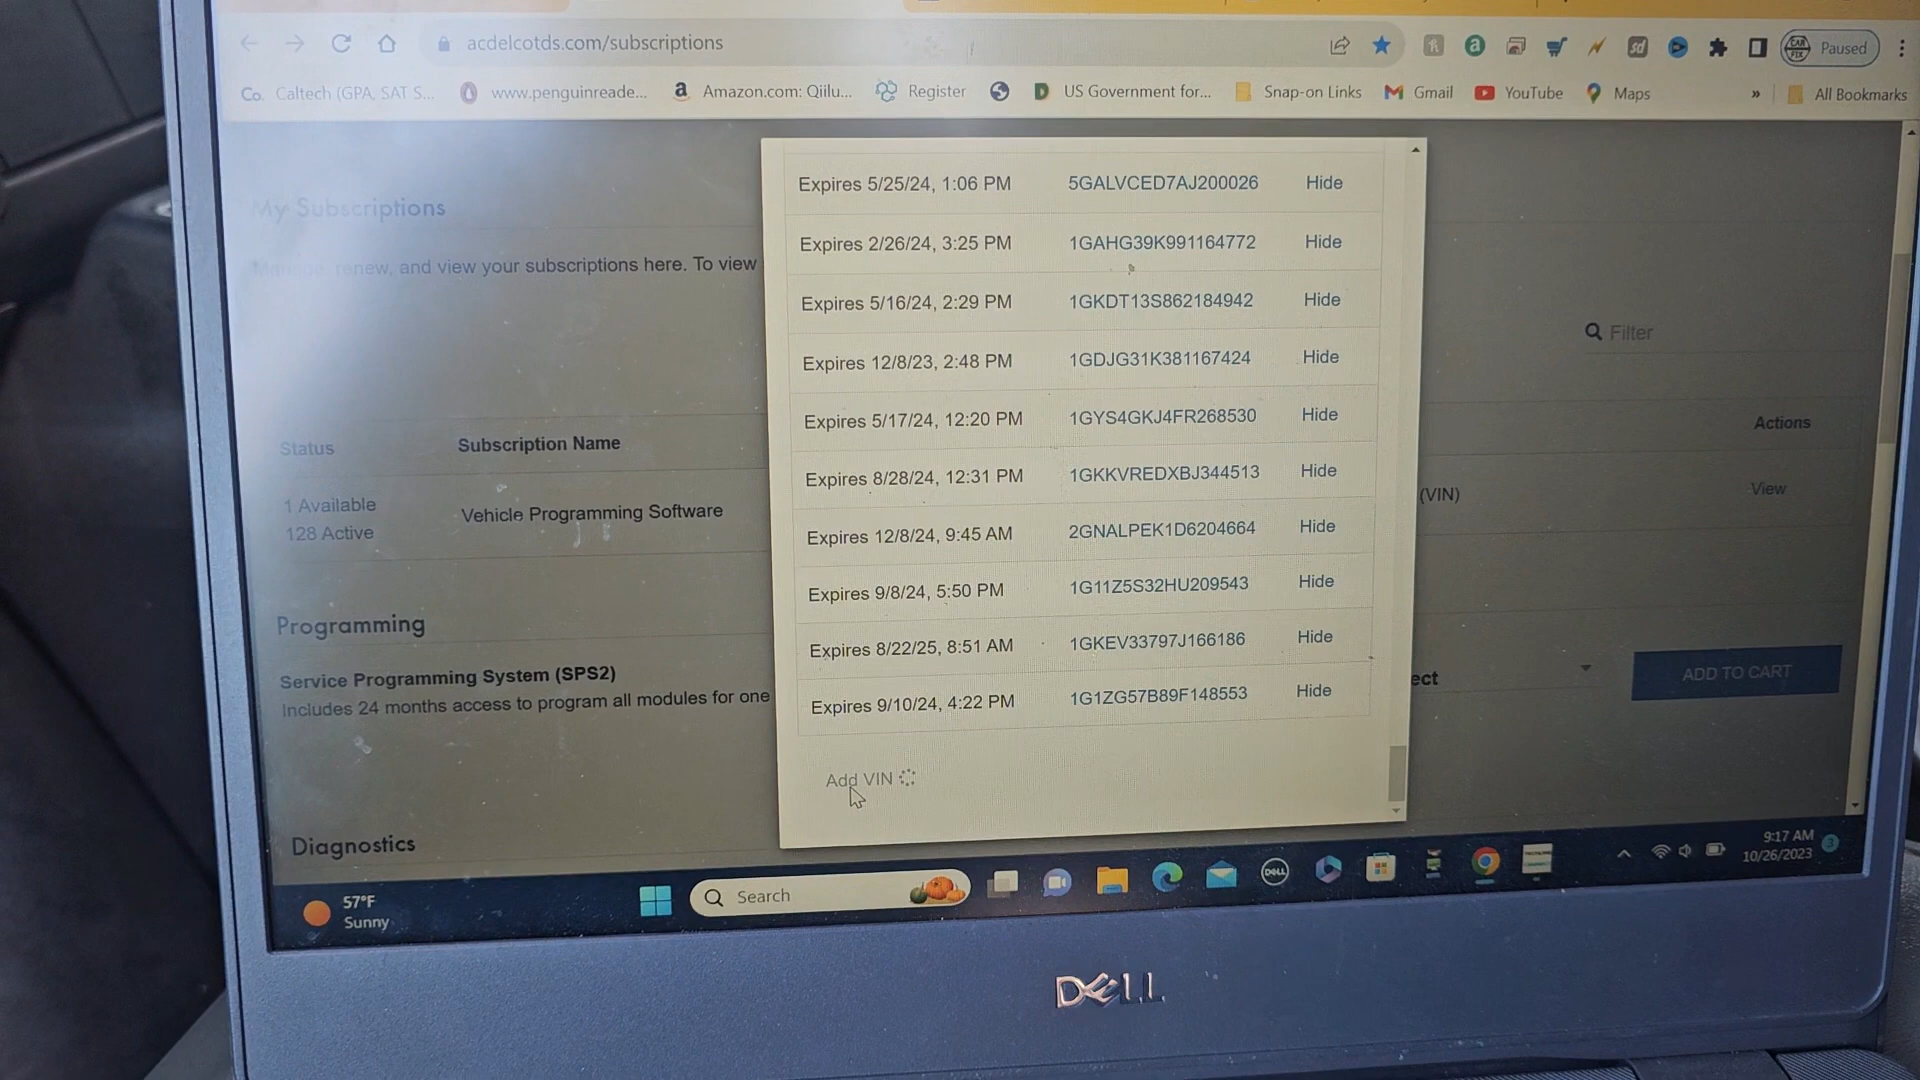 acdelcotds.com/subscriptions
Paused
Co. Caltech (GPA, SAT S... www.penguinreade... Amazon.com: Qiilu... Register US Government for... Snap-on Links Gmail YouTube Maps » All Bookmarks
My Subscriptions
renew, and view your subscriptions here. To view
Filter
Status Subscription Name Actions
1 Available
128 Active
Vehicle Programming Software (VIN) View
Programming
Service Programming System (SPS2)
Includes 24 months access to program all modules for one
ect ADD TO CART
Diagnostics
Expires 5/25/24, 1:06 PM 5GALVCED7AJ200026 Hide
Expires 2/26/24, 3:25 PM 1GAHG39K991164772 Hide
Expires 5/16/24, 2:29 PM 1GKDT13S862184942 Hide
Expires 12/8/23, 2:48 PM 1GDJG31K381167424 Hide
Expires 5/17/24, 12:20 PM 1GYS4GKJ4FR268530 Hide
Expires 8/28/24, 12:31 PM 1GKKVREDXBJ344513 Hide
Expires 12/8/24, 9:45 AM 2GNALPEK1D6204664 Hide
Expires 9/8/24, 5:50 PM 1G11Z5S32HU209543 Hide
Expires 8/22/25, 8:51 AM 1GKEV33797J166186 Hide
Expires 9/10/24, 4:22 PM 1G1ZG57B89F148553 Hide
Add VIN
57°F
Sunny
Search
9:17 AM
10/26/2023
3
DELL